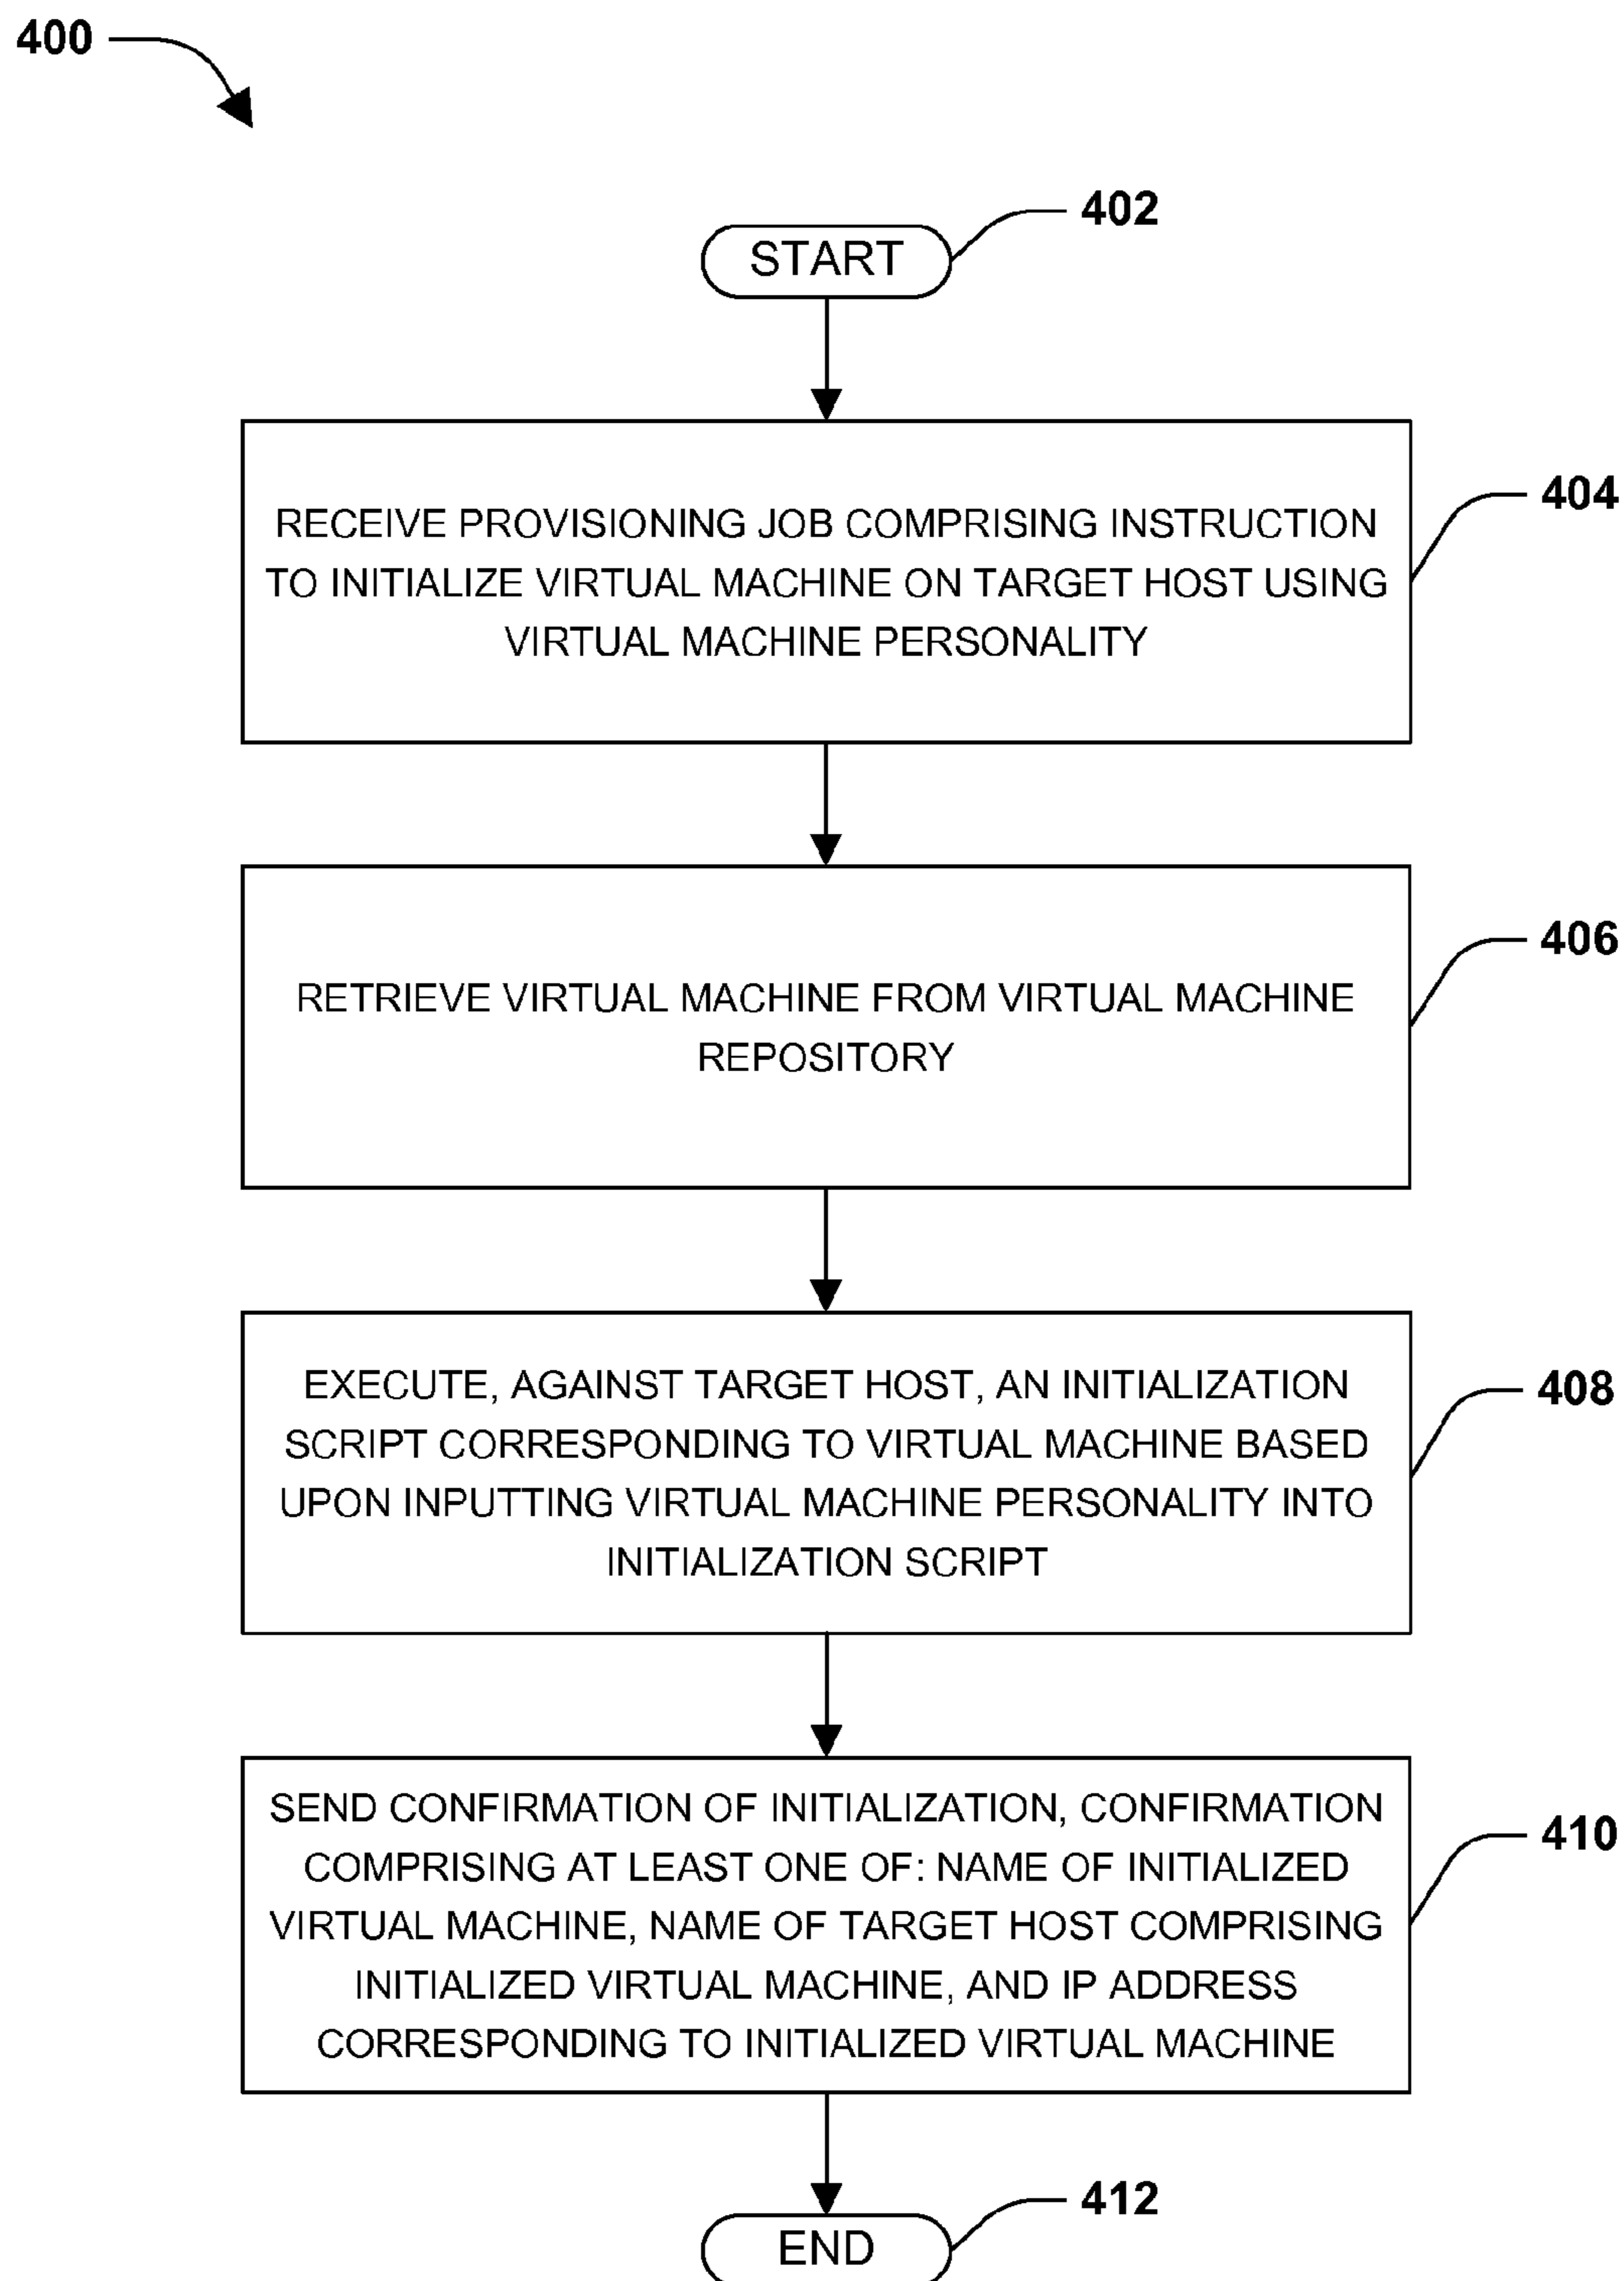 400
402
START
404
RECEIVE PROVISIONING JOB COMPRISING INSTRUCTION
TO INITIALIZE VIRTUAL MACHINE ON TARGET HOST USING
VIRTUAL MACHINE PERSONALITY
406
RETRIEVE VIRTUAL MACHINE FROM VIRTUAL MACHINE
REPOSITORY
408
EXECUTE, AGAINST TARGET HOST, AN INITIALIZATION
SCRIPT CORRESPONDING TO VIRTUAL MACHINE BASED
UPON INPUTTING VIRTUAL MACHINE PERSONALITY INTO
INITIALIZATION SCRIPT
410
SEND CONFIRMATION OF INITIALIZATION, CONFIRMATION
COMPRISING AT LEAST ONE OF: NAME OF INITIALIZED
VIRTUAL MACHINE, NAME OF TARGET HOST COMPRISING
INITIALIZED VIRTUAL MACHINE, AND IP ADDRESS
CORRESPONDING TO INITIALIZED VIRTUAL MACHINE
412
END